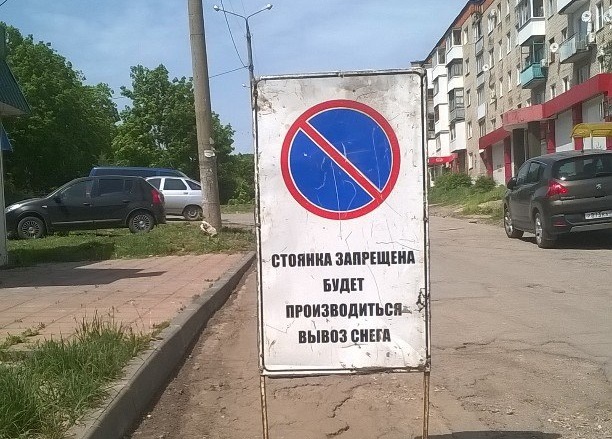 СТОЯНКА ЗАПРЕЩЕНА
БУДЕТ
ПРОИЗВОДИТЬСЯ
ВЫВОЗ СНЕГА